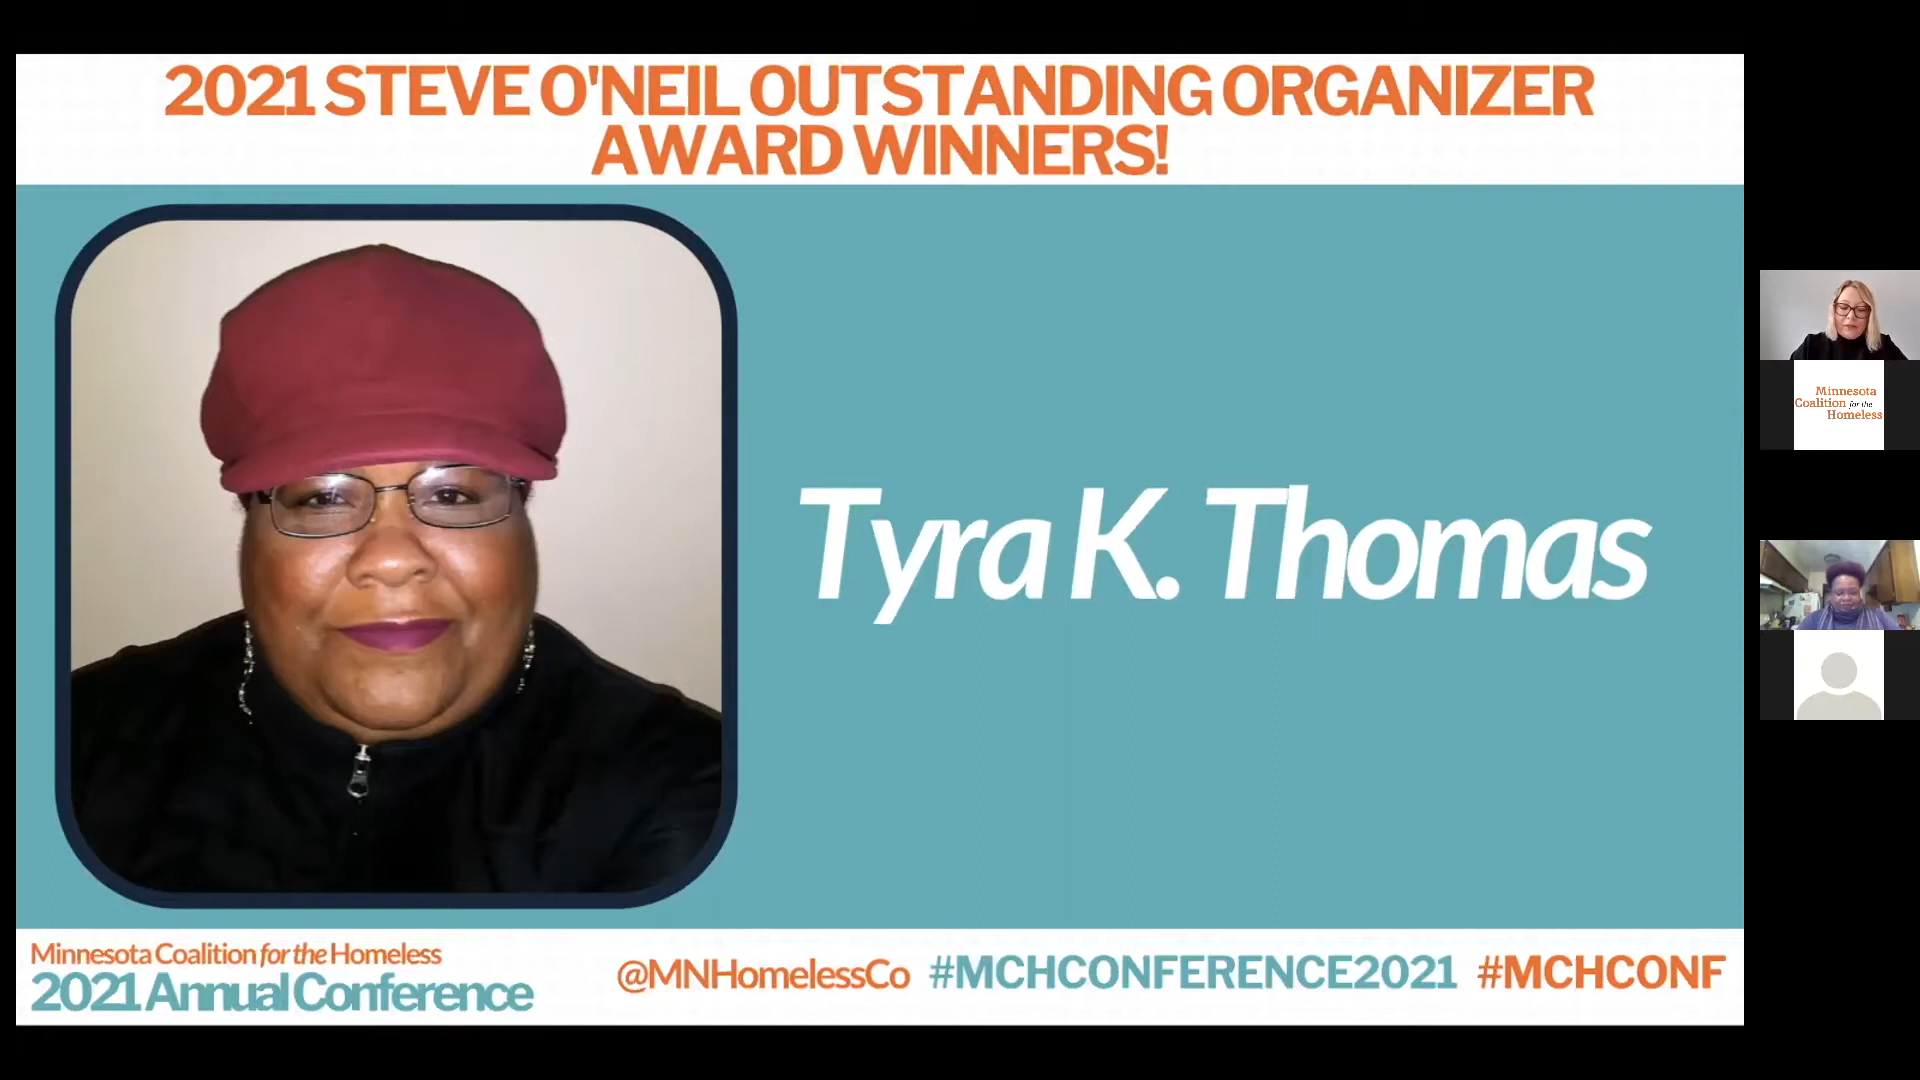 2021 STEVE O'NEIL OUTSTANDING ORGANIZER
AWARD WINNERS!
Tyra K. Thomas
Minnesota Coalition for the Homeless
2021 Annual Conference
@MNHomelessCo #MCHCONFERENCE2021 #MCHCONF
Minnesota
Coalition for the
Homeless